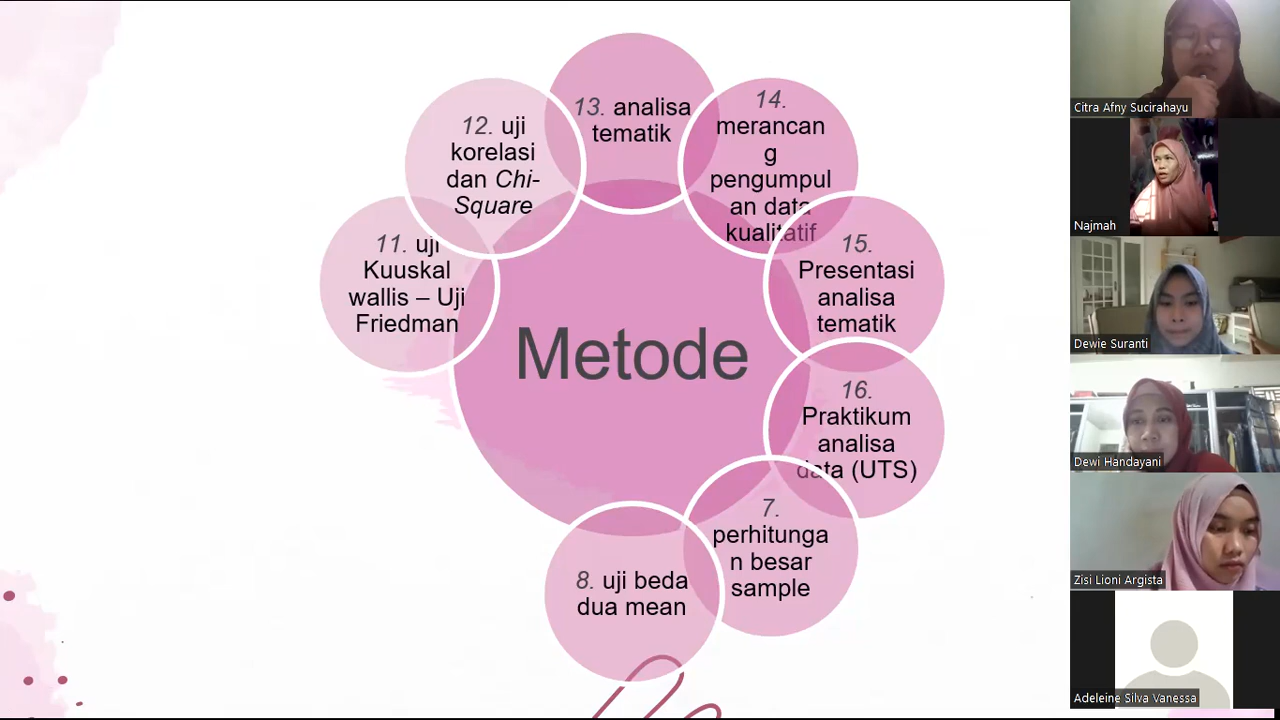 13. analisa
tematik
14.
merancan
g
pengumpul
an data
kualitatif
12. uji
korelasi
dan Chi-
Square
15.
Presentasi
analisa
tematik
11. uji
Kuuskal
wallis – Uji
Friedman
Metode
16.
Praktikum
analisa
data (UTS)
7.
perhitunga
n besar
sample
8. uji beda
dua mean
Citra Afny Sucirahayu
Najmah
Dewie Suranti
Dewi Handayani
Zisi Lioni Argista
Adeleine Silva Vanessa